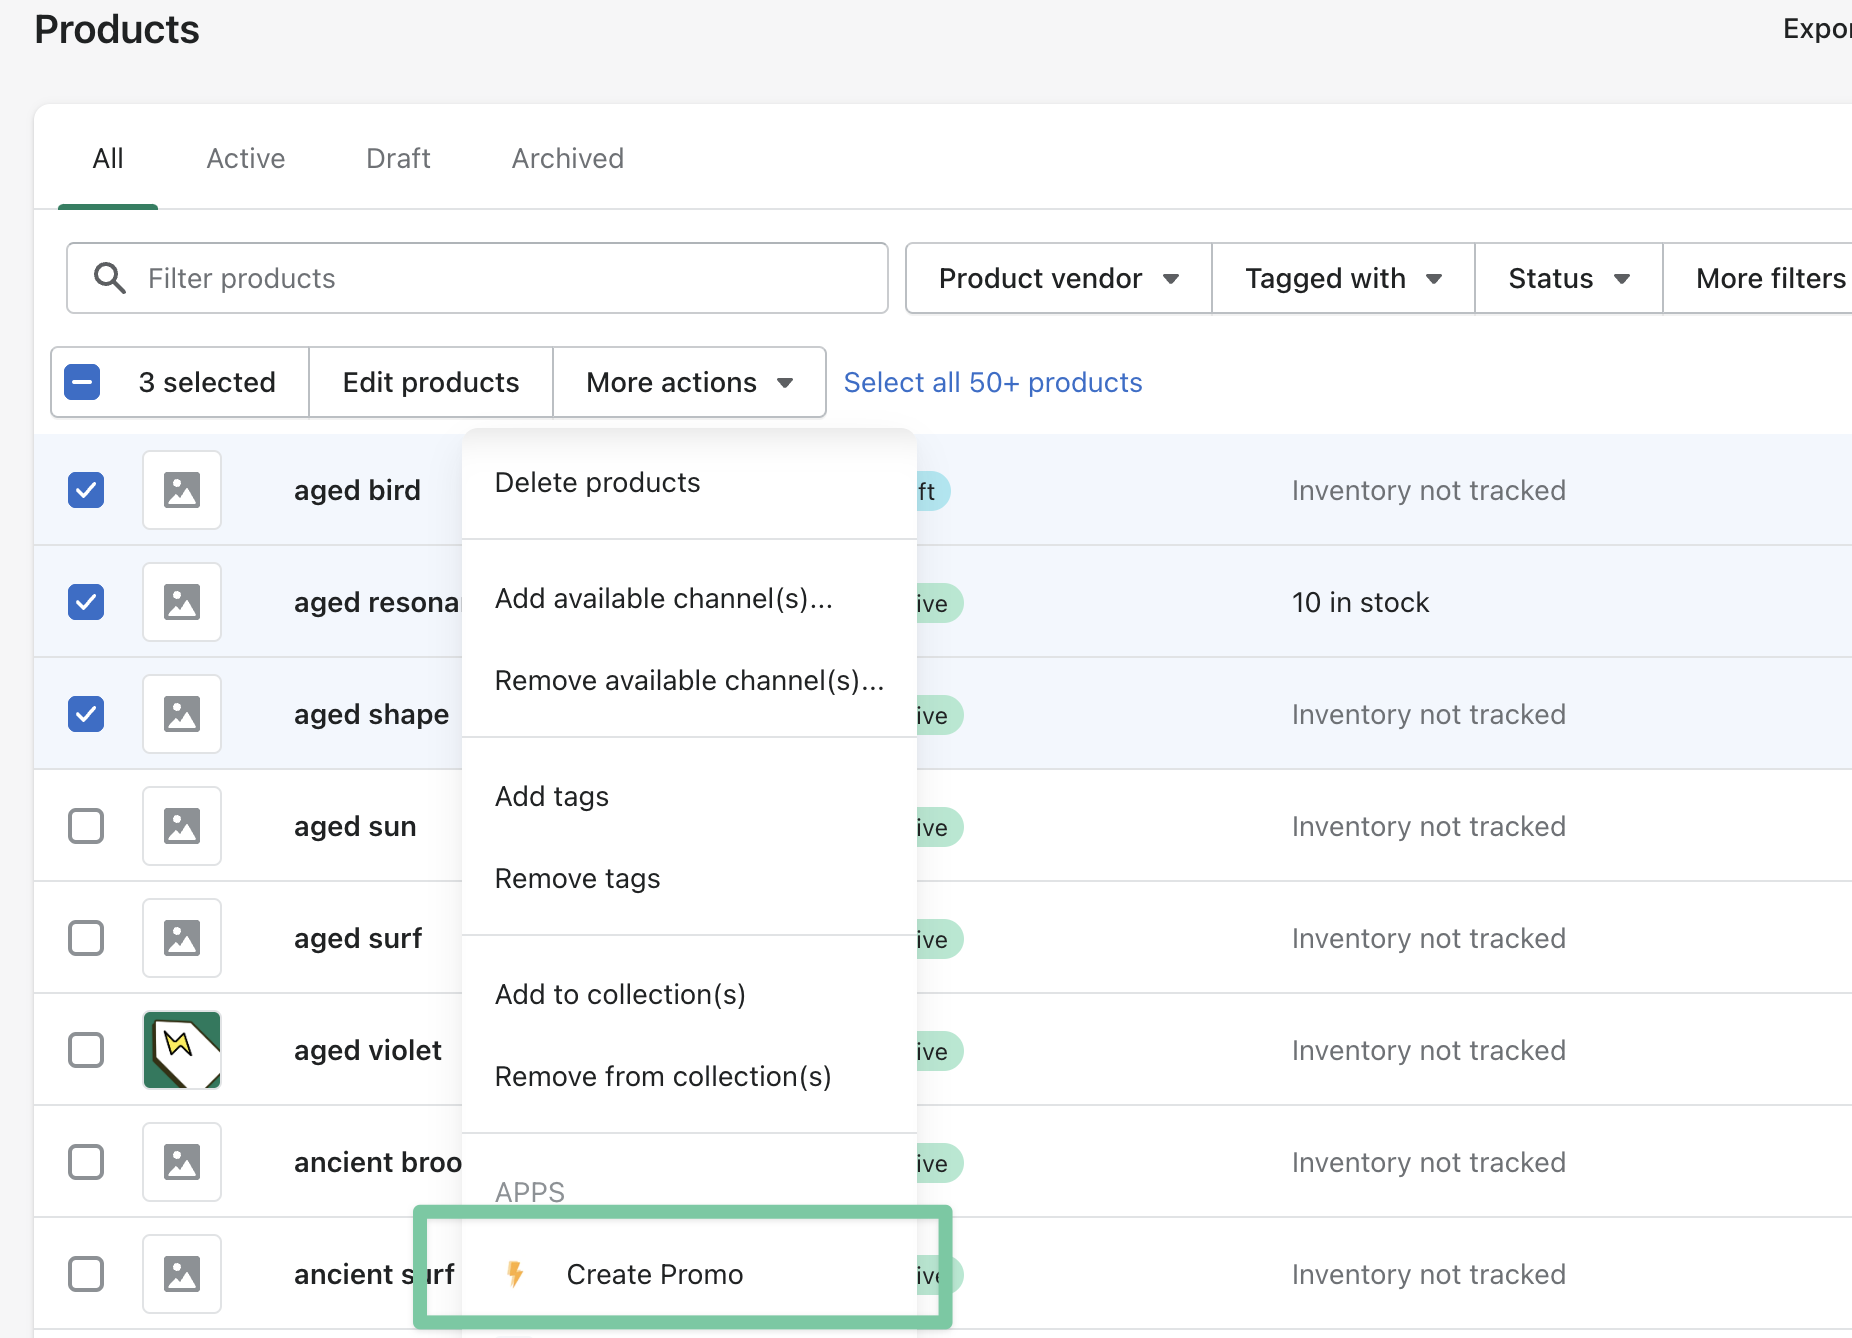 Products
Expor
All Active Draft Archived
Filter products Product vendor Tagged with Status More filters
3 selected Edit products More actions Select all 50+ products
Delete products
aged bird ft Inventory not tracked
Add available channel(s)...
aged resona ive 10 in stock
Remove available channel(s)...
aged shape ive Inventory not tracked
Add tags
aged sun ive Inventory not tracked
Remove tags
aged surf ive Inventory not tracked
Add to collection(s)
aged violet ive Inventory not tracked
Remove from collection(s)
ancient broo ive Inventory not tracked
APPS
ancient surf Create Promo ive Inventory not tracked